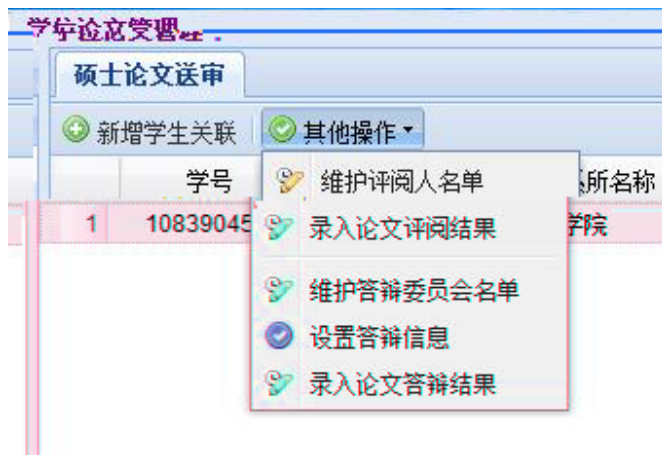 学位论文管理
硕士论文送审
新增学生关联 其他操作
学号 所名称
1 10839045 学院
维护评阅人名单
录入论文评阅结果
维护答辩委员会名单
设置答辩信息
录入论文答辩结果